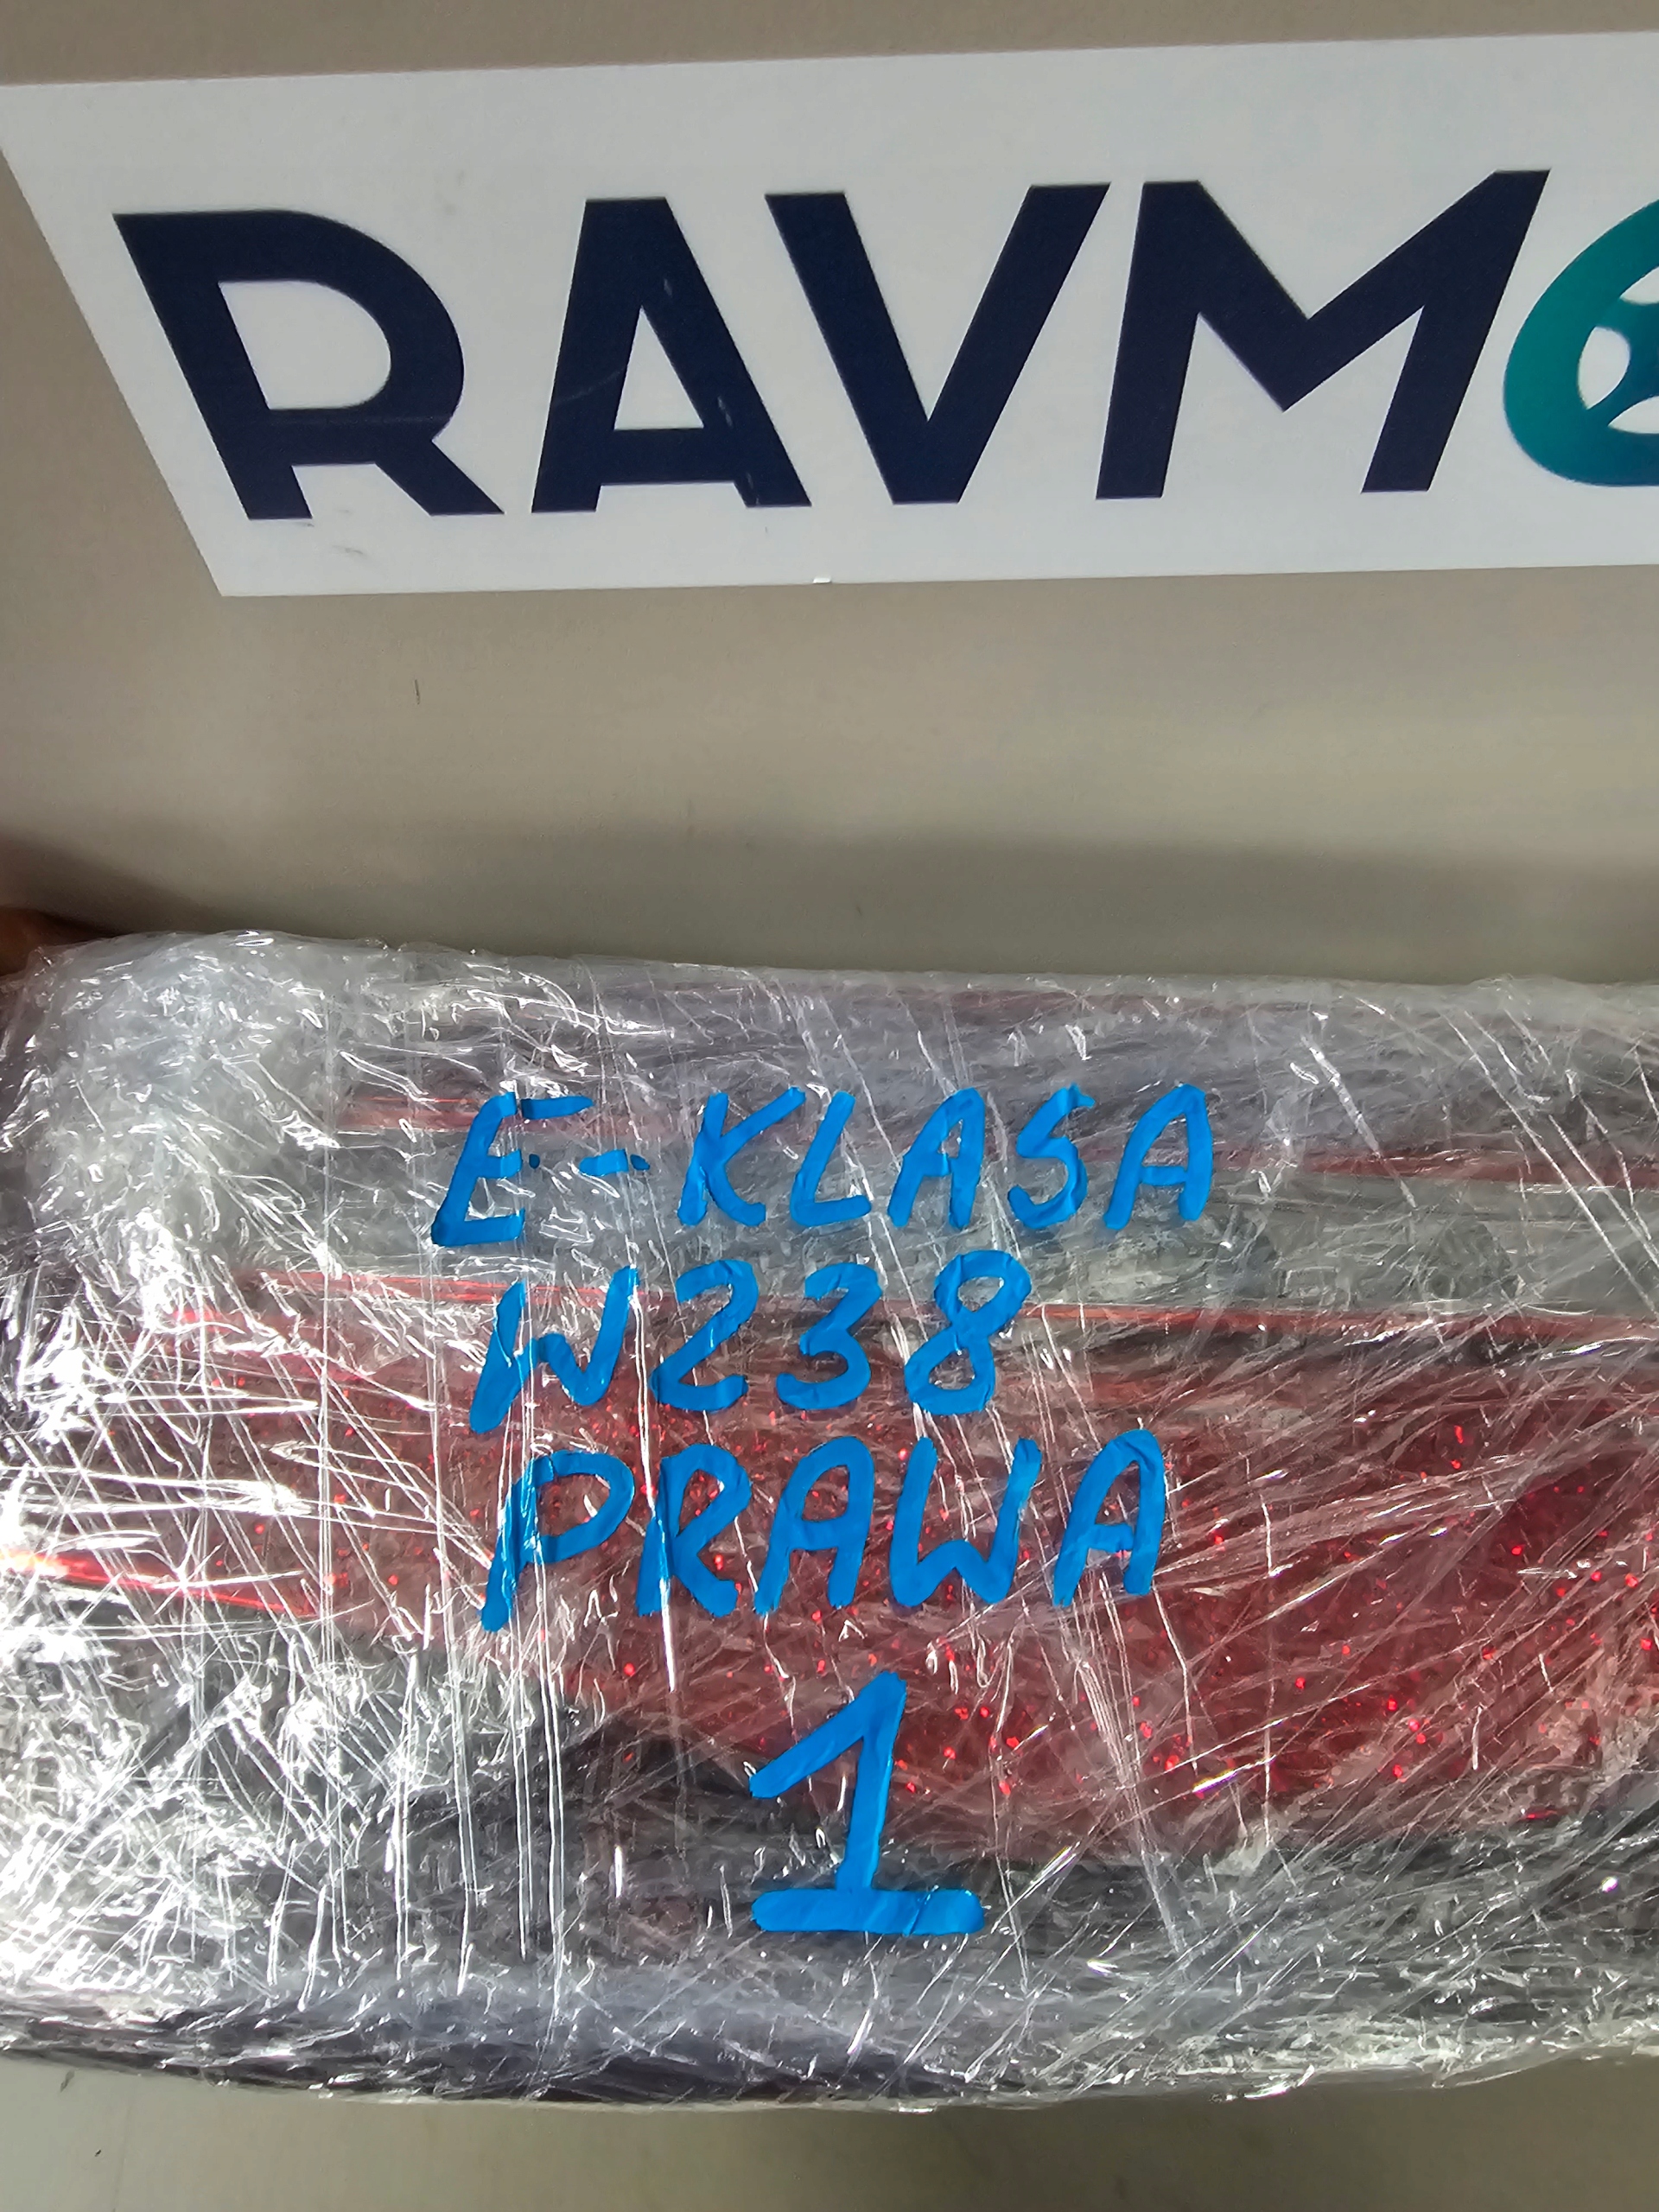 RAVM
E-KLASA
W238
PRAWA
1